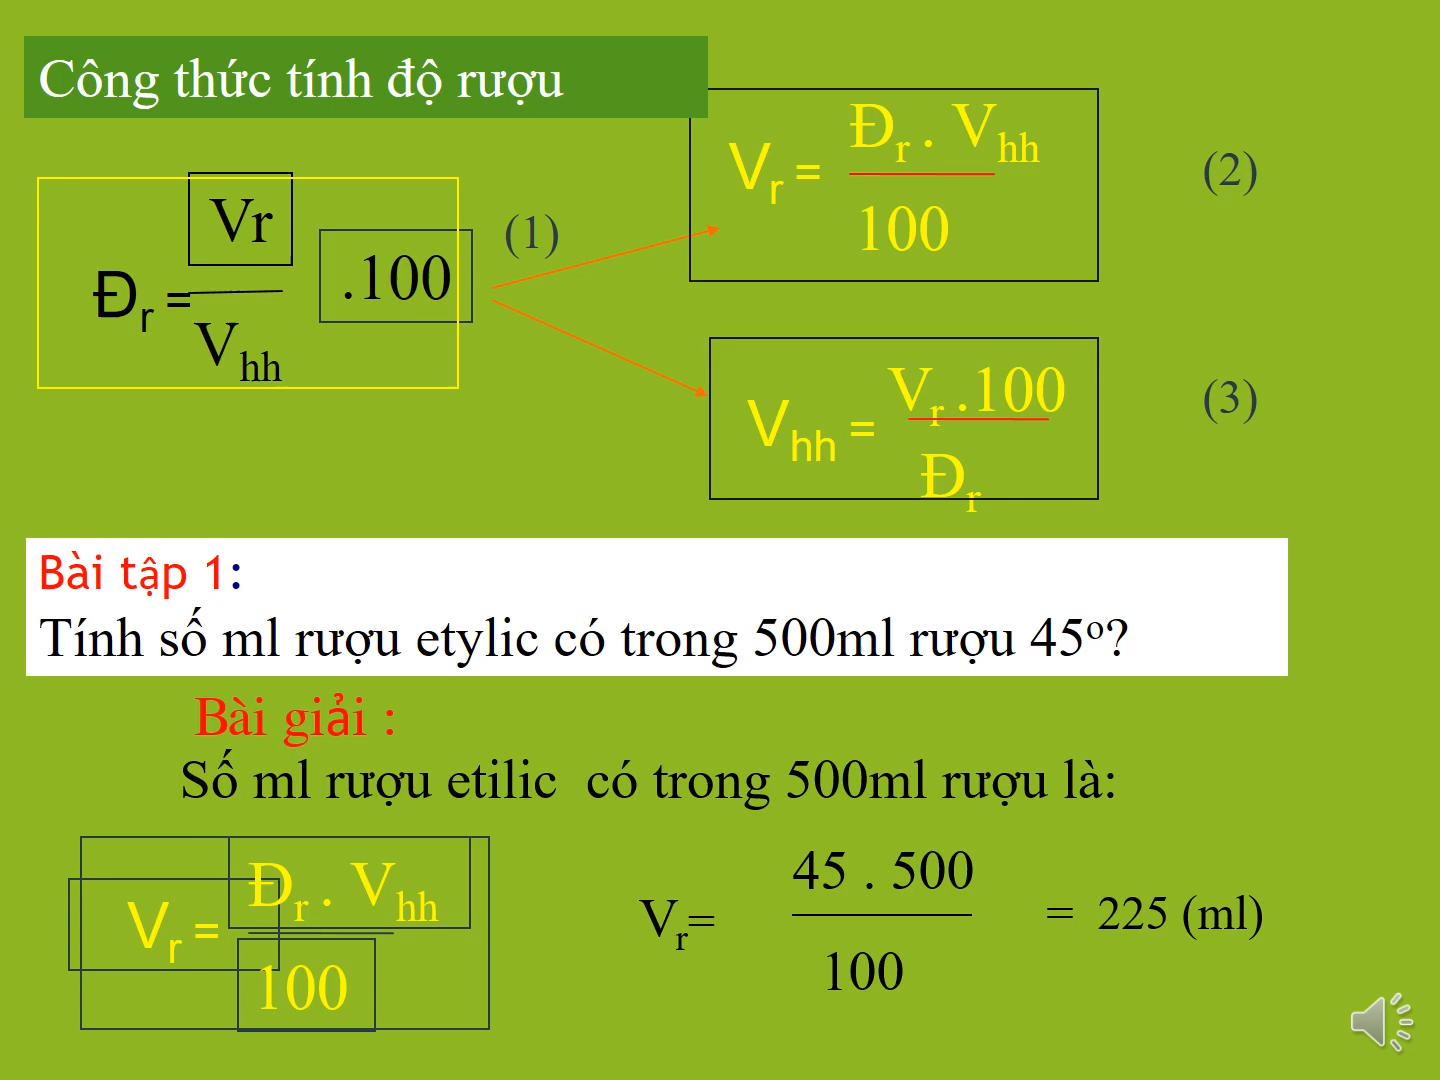 Công thức tính độ rượu
Đr = Vr / Vhh .100 (1)
Vr = Đr . Vhh / 100 (2)
Vhh = Vr .100 / Đr (3)
Bài tập 1:
Tính số ml rượu etylic có trong 500ml rượu 45º?
Bài giải :
Số ml rượu etilic có trong 500ml rượu là:
Vr = Đr . Vhh / 100
Vr= 45 . 500 / 100 = 225 (ml)